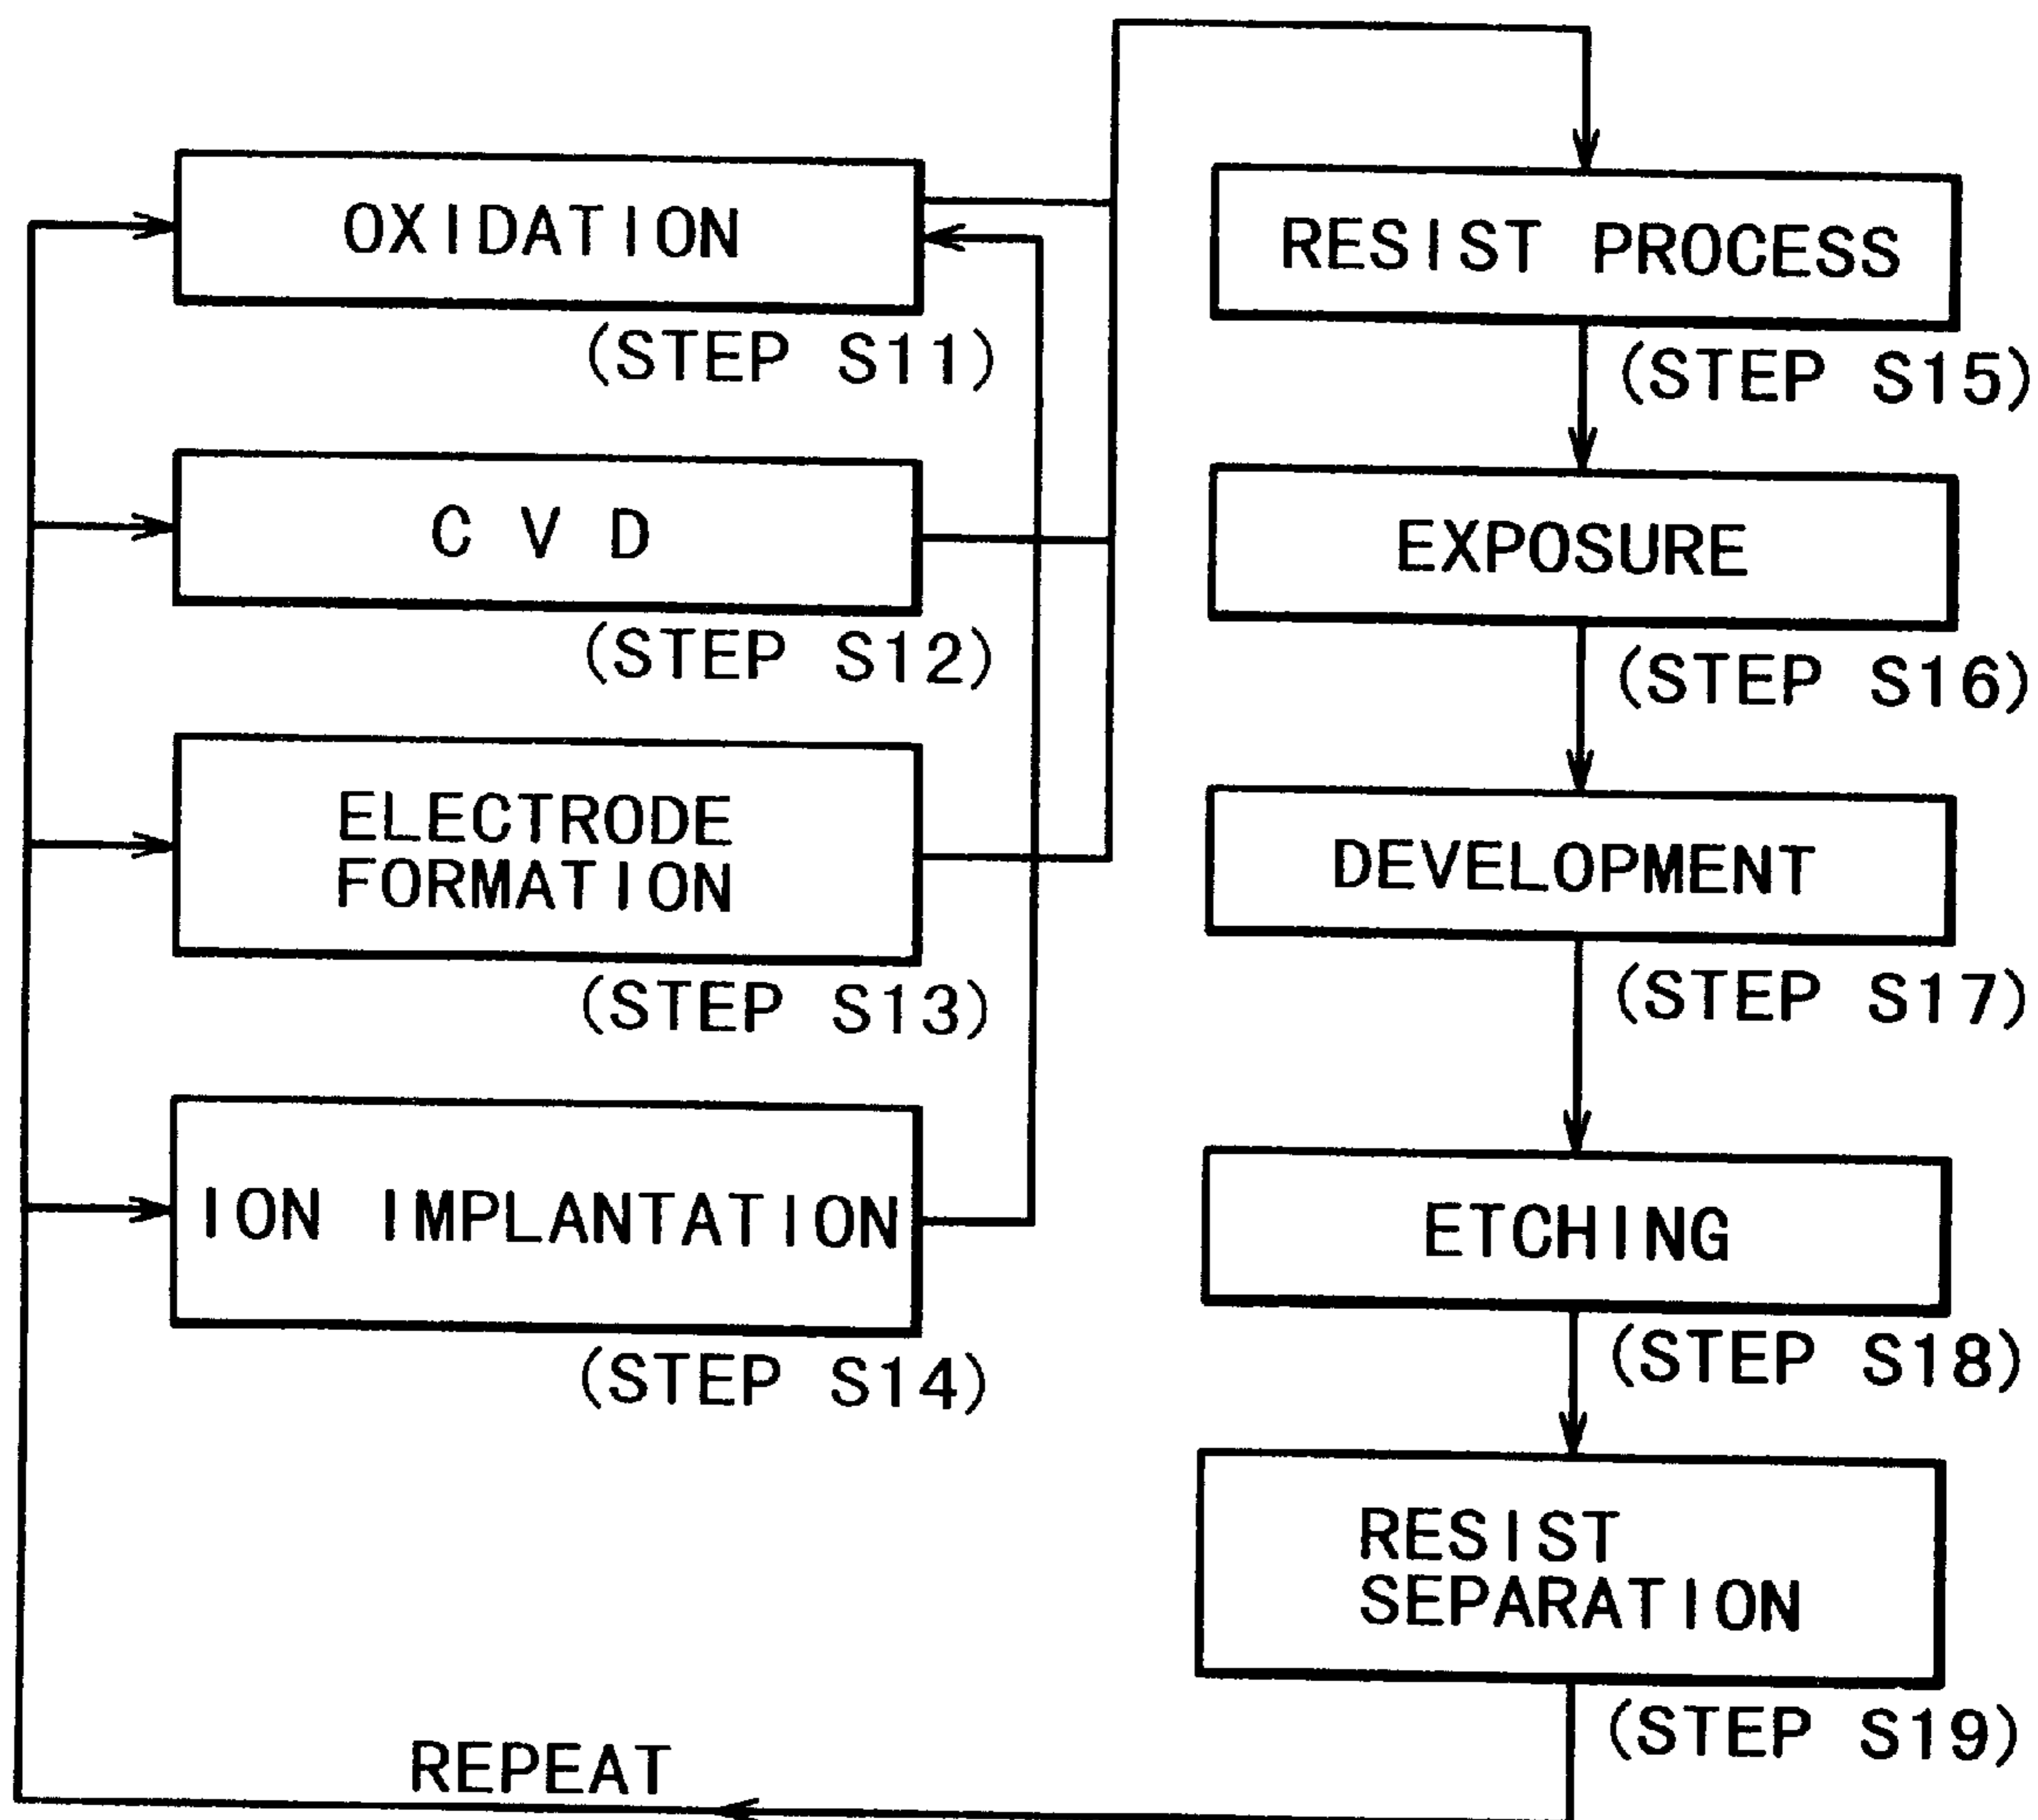 OXIDATION
(STEP S11)
C V D
(STEP S12)
ELECTRODE
FORMATION
(STEP S13)
ION IMPLANTATION
(STEP S14)
RESIST PROCESS
(STEP S15)
EXPOSURE
(STEP S16)
DEVELOPMENT
(STEP S17)
ETCHING
(STEP S18)
RESIST
SEPARATION
(STEP S19)
REPEAT